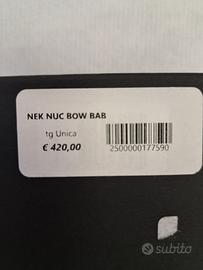 NEK NUC BOW BAB
tg Unica
€ 420,00
2500000177590
subito